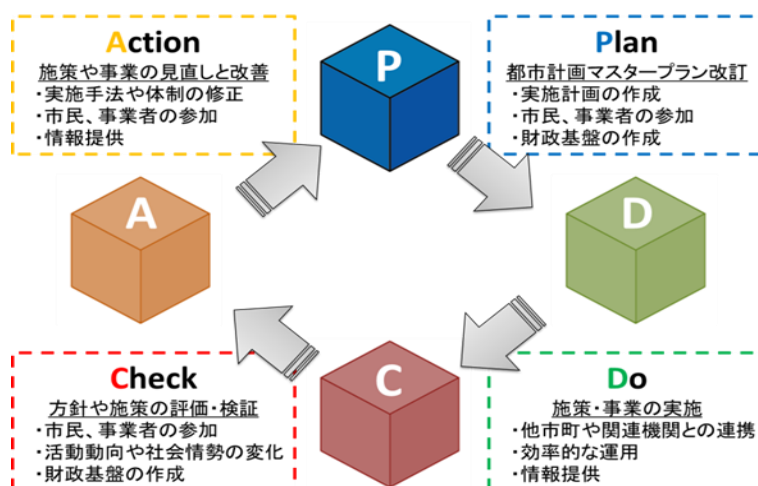 Action
施策や事業の見直しと改善
・実施手法や体制の修正
・市民、事業者の参加
・情報提供
P
Plan
都市計画マスタープラン改訂
・実施計画の作成
・市民、事業者の参加
・財政基盤の作成
A
D
Check
方針や施策の評価・検証
・市民、事業者の参加
・活動動向や社会情勢の変化
・財政基盤の作成
C
Do
施策・事業の実施
・他市町や関連機関との連携
・効率的な運用
・情報提供